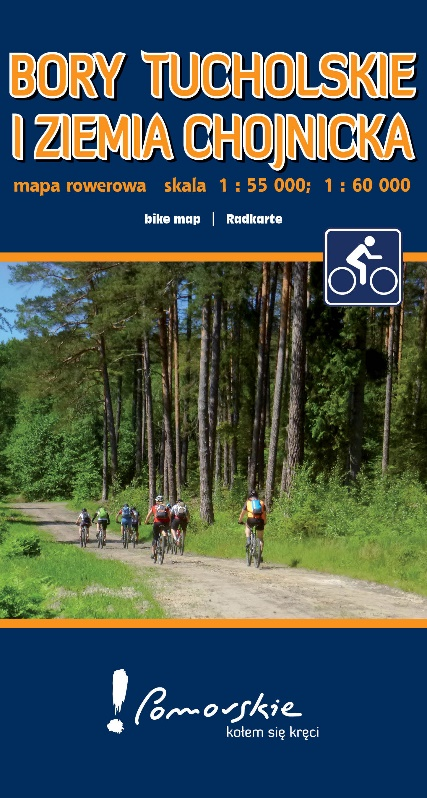 BORY TUCHOLSKIE
I ZIEMIA CHOJNICKA
mapa rowerowa skala 1 : 55 000; 1 : 60 000
bike map | Radkarte
! Pomorskie
kołem się kręci